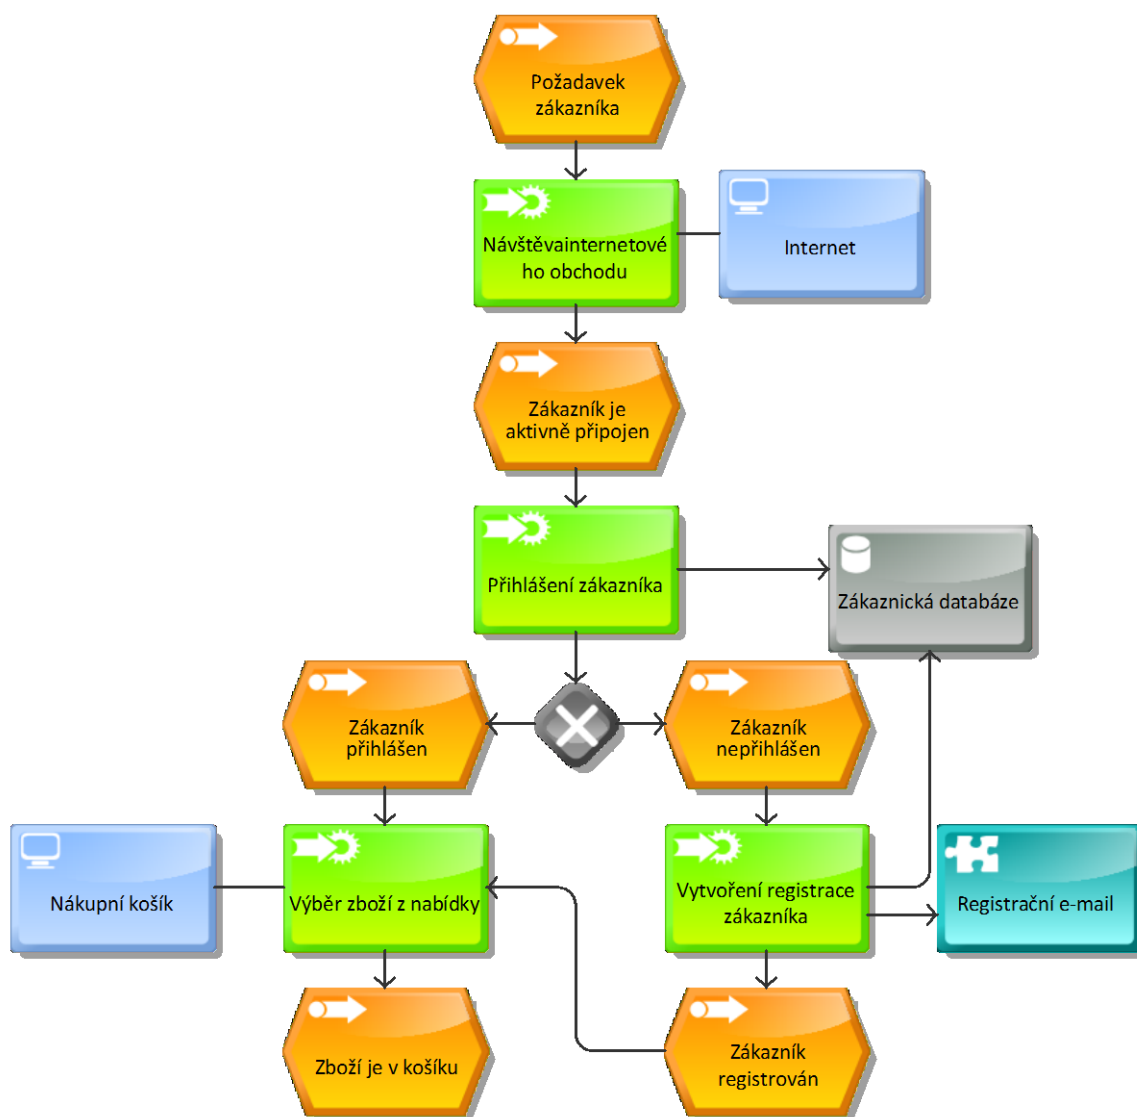 Požadavek
zákazníka
Návštěvainternetové
ho obchodu
Internet
Zákazník je
aktivně připojen
Přihlášení zákazníka
Zákaznická databáze
Zákazník
přihlášen
Zákazník
nepřihlášen
Nákupní košík
Výběr zboží z nabídky
Vytvoření registrace
zákazníka
Registrační e-mail
Zboží je v košíku
Zákazník
registrován